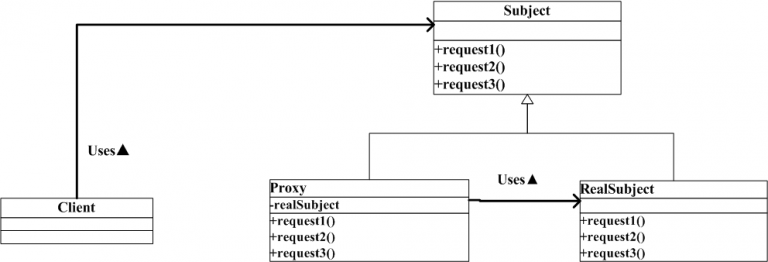 Subject
+request1()
+request2()
+request3()
Uses▲
Client
Proxy
-realSubject
+request1()
+request2()
+request3()
Uses▲
RealSubject
+request1()
+request2()
+request3()